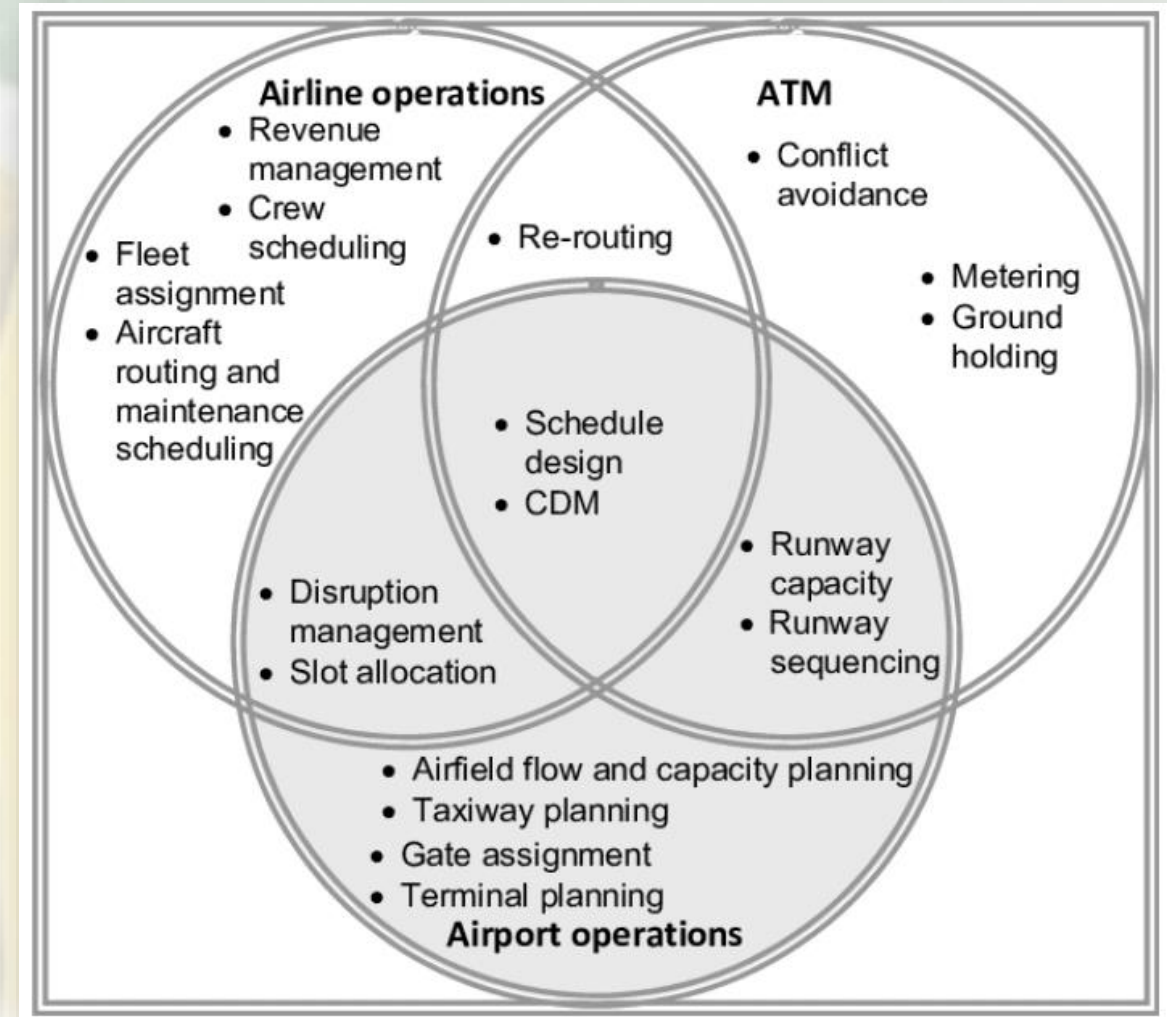 Airline operations
• Revenue
management
• Crew
scheduling
• Fleet
assignment
• Aircraft
routing and
maintenance
scheduling
• Re-routing
ATM
• Conflict
avoidance
• Metering
• Ground
holding
• Schedule
design
• CDM
• Disruption
management
• Slot allocation
• Runway
capacity
• Runway
sequencing
• Airfield flow and capacity planning
• Taxiway planning
• Gate assignment
• Terminal planning
Airport operations